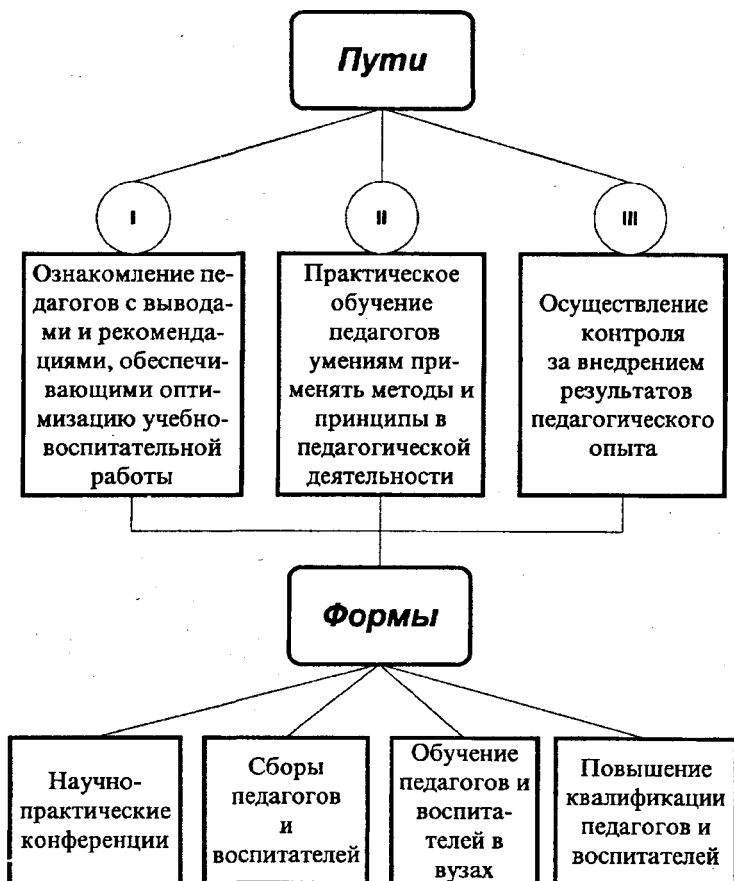 Пути
I
II
III
Ознакомление пе-
дагогов с вывода-
ми и рекоменда-
циями, обеспечи-
вающими опти-
мизацию учебно-
воспитательной
работы
Практическое
обучение
педагогов
умениям при-
менять методы и
принципы в
педагогической
деятельности
Осуществление
контроля
за внедрением
результатов
педагогического
опыта
Формы
Научно-
практические
конференции
Сборы
педагогов
и
воспитателей
Обучение
педагогов и
воспита-
телей в
вузах
Повышение
квалификации
педагогов и
воспитателей